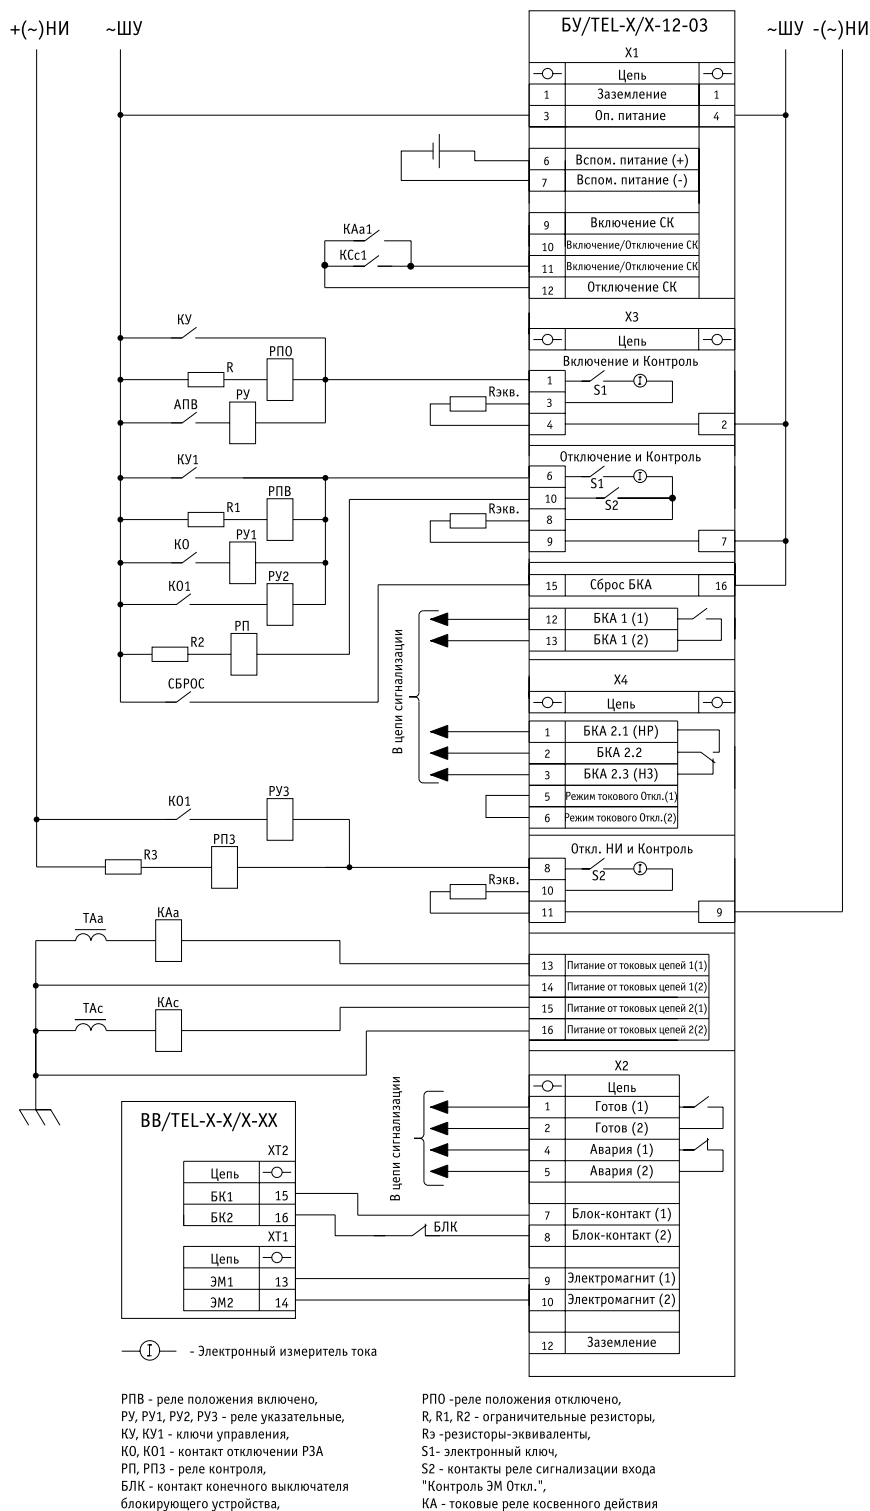 +(~)НИ
~ШУ
БУ/TEL-X/X-12-03
~ШУ
-(~)НИ
X1
Цепь
1 Заземление 1
3 Оп. питание 4
6 Вспом. питание (+)
7 Вспом. питание (-)
9 Включение СК
10 Включение/Отключение СК
11 Включение/Отключение СК
12 Отключение СК
КАа1
КСс1
X3
Цепь
Включение и Контроль
1
S1
3
4
2
Rэкв.
КУ
R
РПО
АПВ
РУ
Отключение и Контроль
6
S1
10
S2
8
9
7
Rэкв.
КУ1
R1
РПВ
КО
РУ1
КО1
РУ2
R2
РП
СБРОС
15 Сброс БКА 16
12 БКА 1 (1)
13 БКА 1 (2)
В цепи сигнализации
X4
Цепь
1 БКА 2.1 (НР)
2 БКА 2.2
3 БКА 2.3 (НЗ)
5 Режим токового Откл.(1)
6 Режим токового Откл.(2)
КО1
РУ3
R3
РП3
Откл. НИ и Контроль
8
S2
10
11
9
Rэкв.
ТАа
КАа
ТАс
КАс
13 Питание от токовых цепей 1(1)
14 Питание от токовых цепей 1(2)
15 Питание от токовых цепей 2(1)
16 Питание от токовых цепей 2(2)
X2
Цепь
1 Готов (1)
2 Готов (2)
4 Авария (1)
5 Авария (2)
7 Блок-контакт (1)
8 Блок-контакт (2)
9 Электромагнит (1)
10 Электромагнит (2)
12 Заземление
В цепи сигнализации
ВВ/TEL-X-X/X-XX
XT2
Цепь
БК1 15
БК2 16
XT1
Цепь
ЭМ1 13
ЭМ2 14
БЛК
- Электронный измеритель тока
РПВ - реле положения включено,
РУ, РУ1, РУ2, РУ3 - реле указательные,
КУ, КУ1 - ключи управления,
КО, КО1 - контакт отключении РЗА
РП, РП3 - реле контроля,
БЛК - контакт конечного выключателя
блокирующего устройства,
РПО -реле положения отключено,
R, R1, R2 - ограничительные резисторы,
Rэ -резисторы-эквиваленты,
S1- электронный ключ,
S2 - контакты реле сигнализации входа
"Контроль ЭМ Откл.",
КА - токовые реле косвенного действия